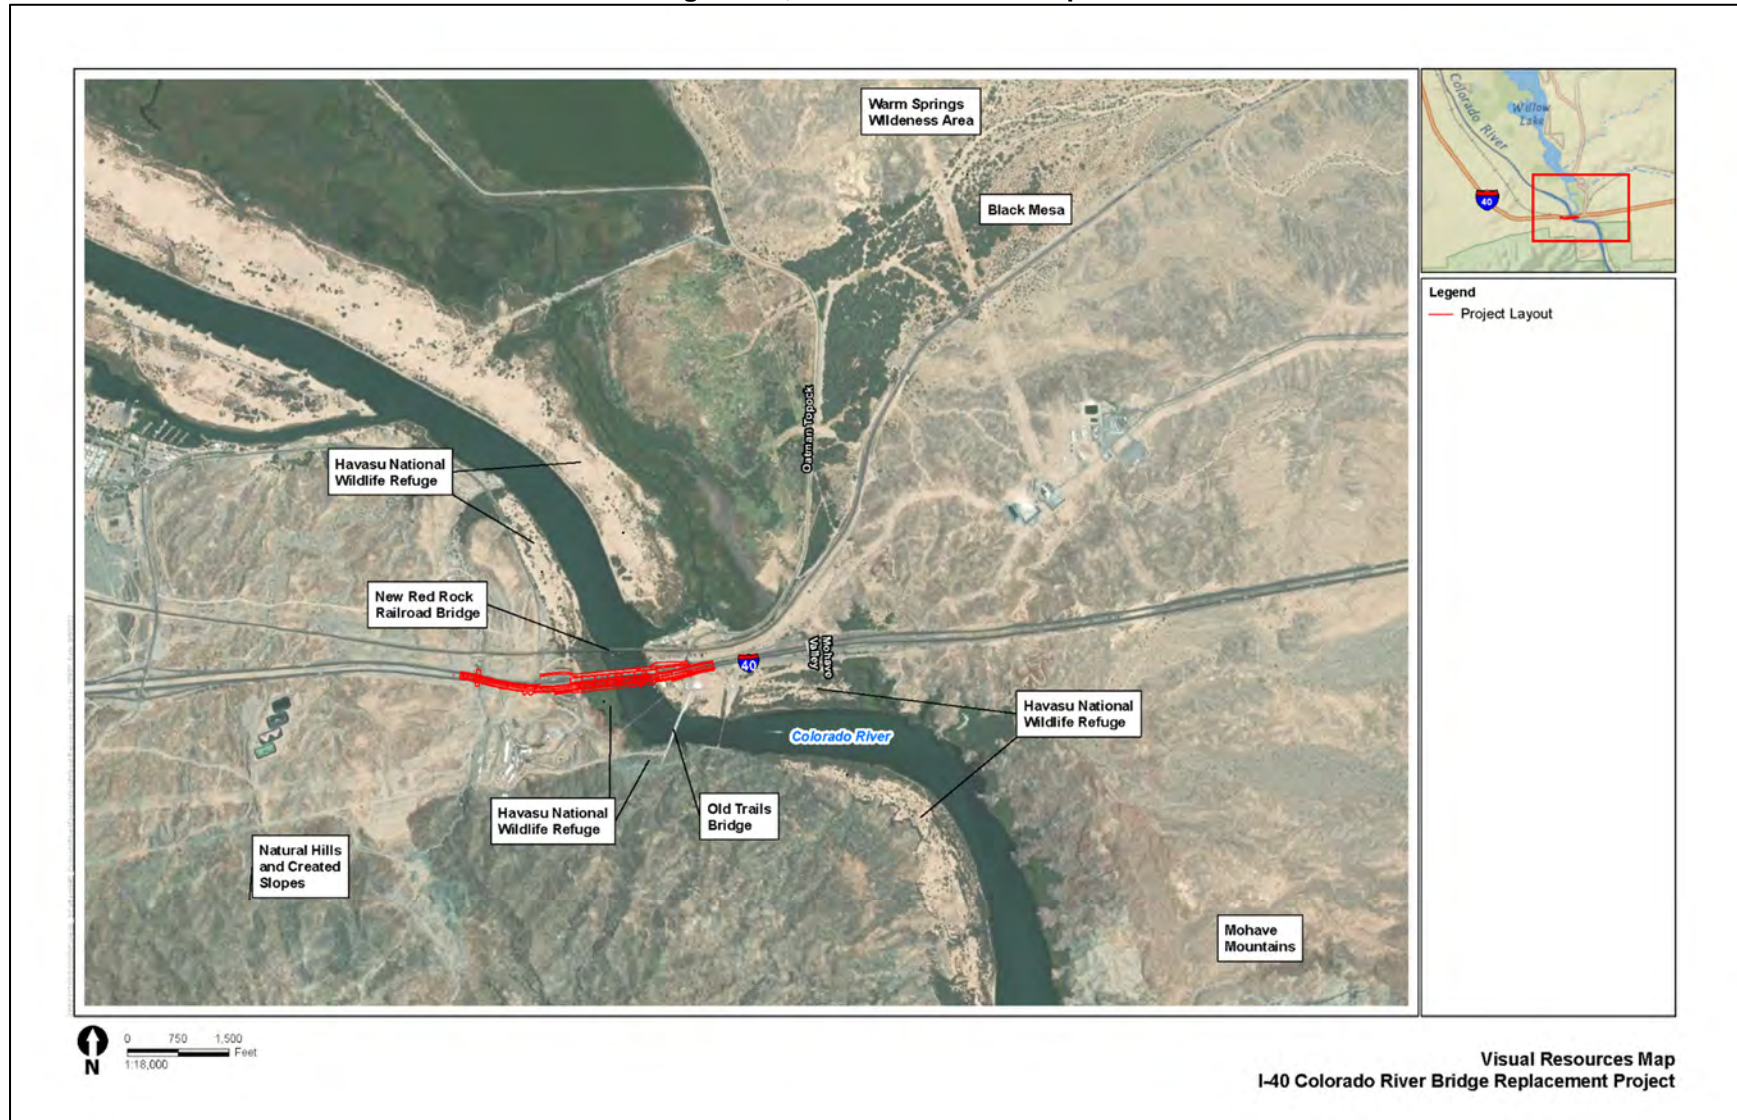 Warm Springs
Wildeness Area
Black Mesa
Oatman Topock
Havasu National
Wildlife Refuge
New Red Rock
Railroad Bridge
40
Mohave
Valley
Havasu National
Wildlife Refuge
Colorado River
Havasu National
Wildlife Refuge
Old Trails
Bridge
Natural Hills
and Created
Slopes
Mohave
Mountains
Colorado River
Willow
Lake
40
Legend
Project Layout
N
0 750 1,500
Feet
1:18,000
Visual Resources Map
I-40 Colorado River Bridge Replacement Project